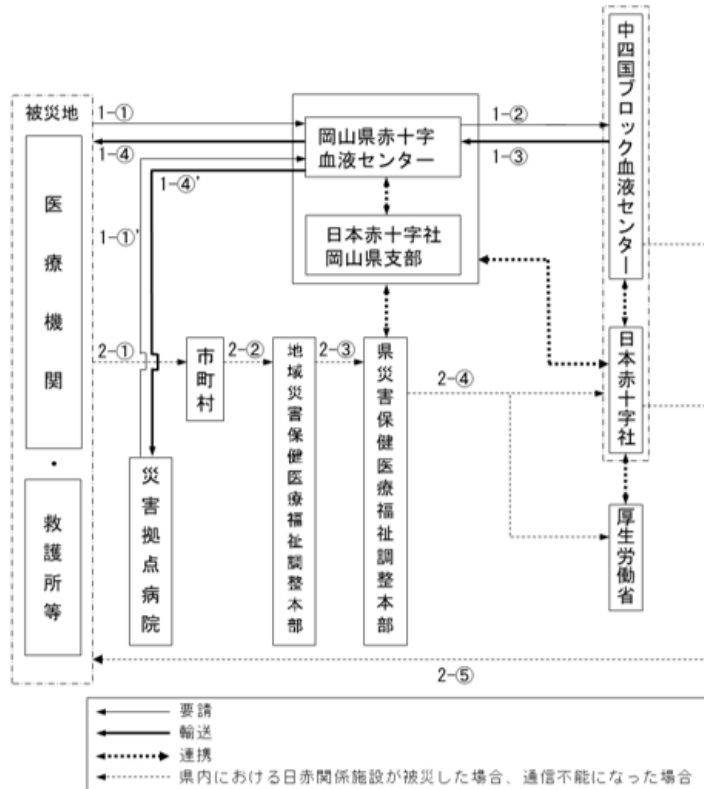 被災地
医療機関
・
救護所等
1-①
1-④
1-④’
1-①’
2-①
市町村
2-②
地域災害保健医療福祉調整本部
2-③
県災害保健医療福祉調整本部
2-④
災害拠点病院
岡山県赤十字
血液センター
日本赤十字社
岡山県支部
1-②
1-③
中四国ブロック血液センター
日本赤十字社
厚生労働省
2-⑤
要請
輸送
連携
県内における日赤関係施設が被災した場合、通信不能になった場合